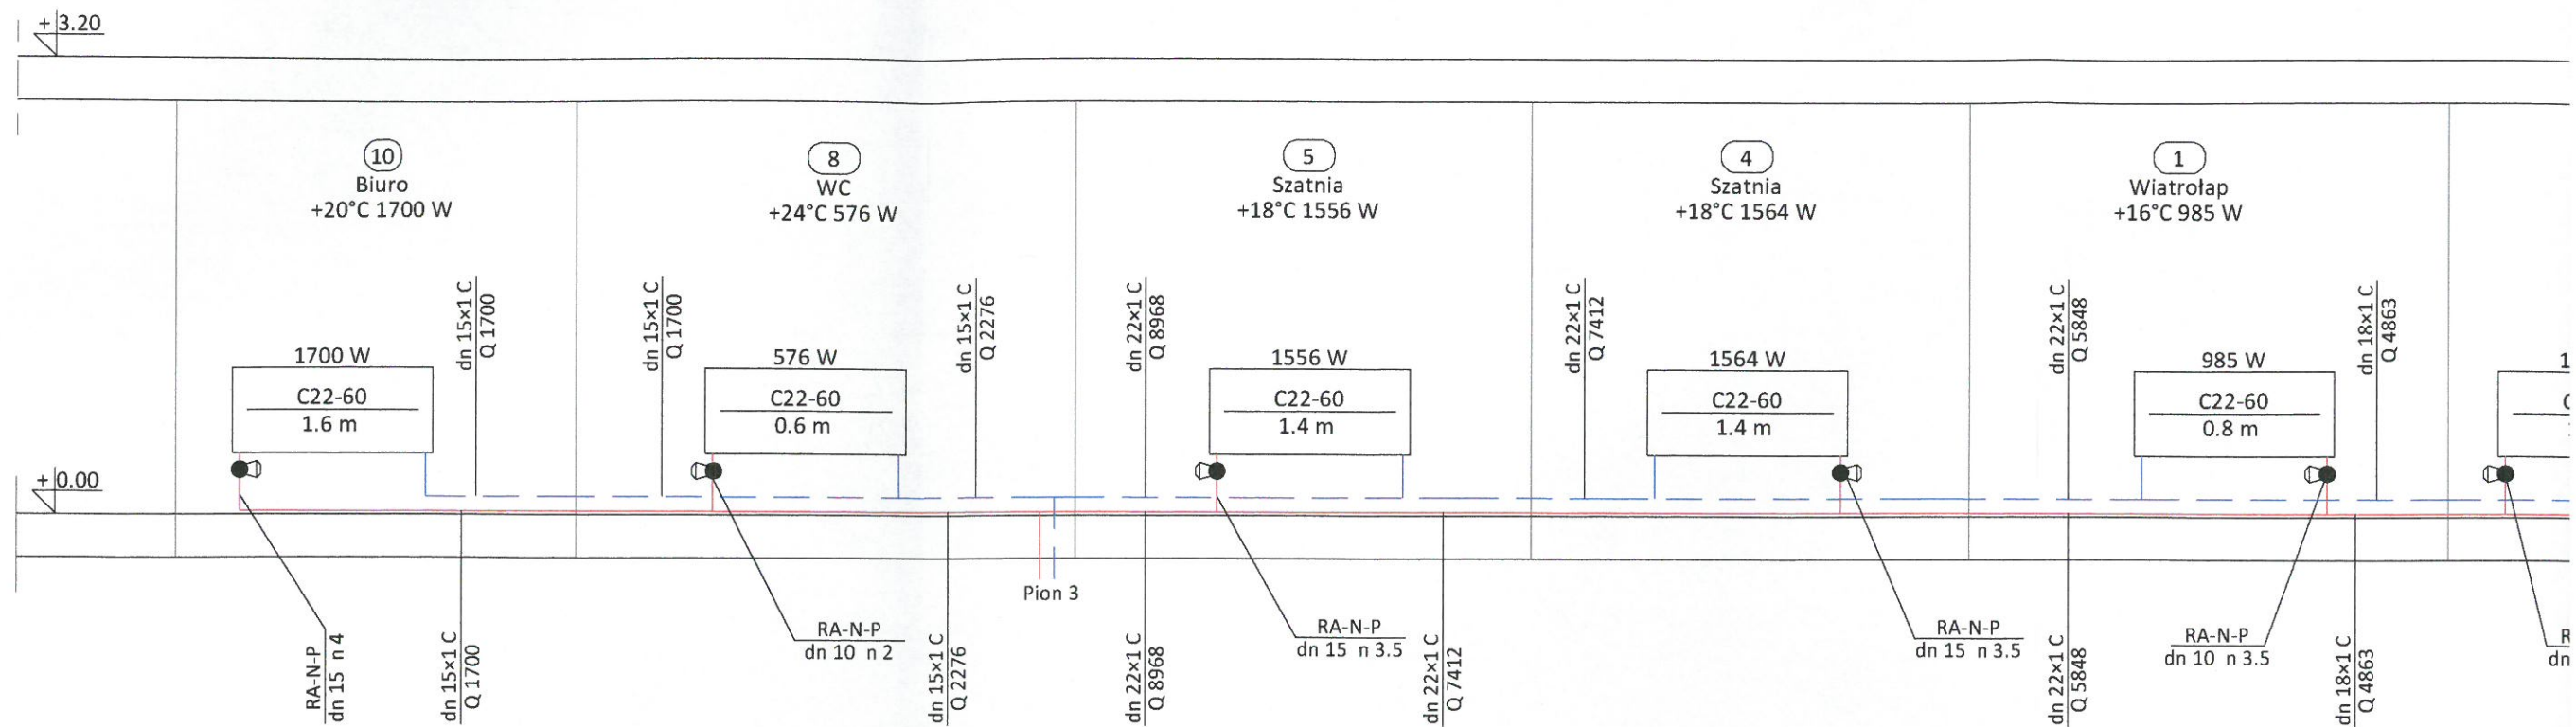 +3.20
10
Biuro
+20°C 1700 W
8
WC
+24°C 576 W
5
Szatnia
+18°C 1556 W
4
Szatnia
+18°C 1564 W
1
Wiatrołap
+16°C 985 W
dn 15×1 C
Q 1700
dn 15×1 C
Q 1700
dn 15×1 C
Q 2276
dn 22×1 C
Q 8968
dn 22×1 C
Q 7412
dn 22×1 C
Q 5848
dn 18×1 C
Q 4863
1700 W
C22-60
1.6 m
576 W
C22-60
0.6 m
1556 W
C22-60
1.4 m
1564 W
C22-60
1.4 m
985 W
C22-60
0.8 m
1
+0.00
Pion 3
RA-N-P
dn 15 n 4
dn 15×1 C
Q 1700
RA-N-P
dn 10 n 2
dn 15×1 C
Q 2276
dn 22×1 C
Q 8968
RA-N-P
dn 15 n 3.5
dn 22×1 C
Q 7412
RA-N-P
dn 15 n 3.5
dn 22×1 C
Q 5848
RA-N-P
dn 10 n 3.5
dn 18×1 C
Q 4863
dn